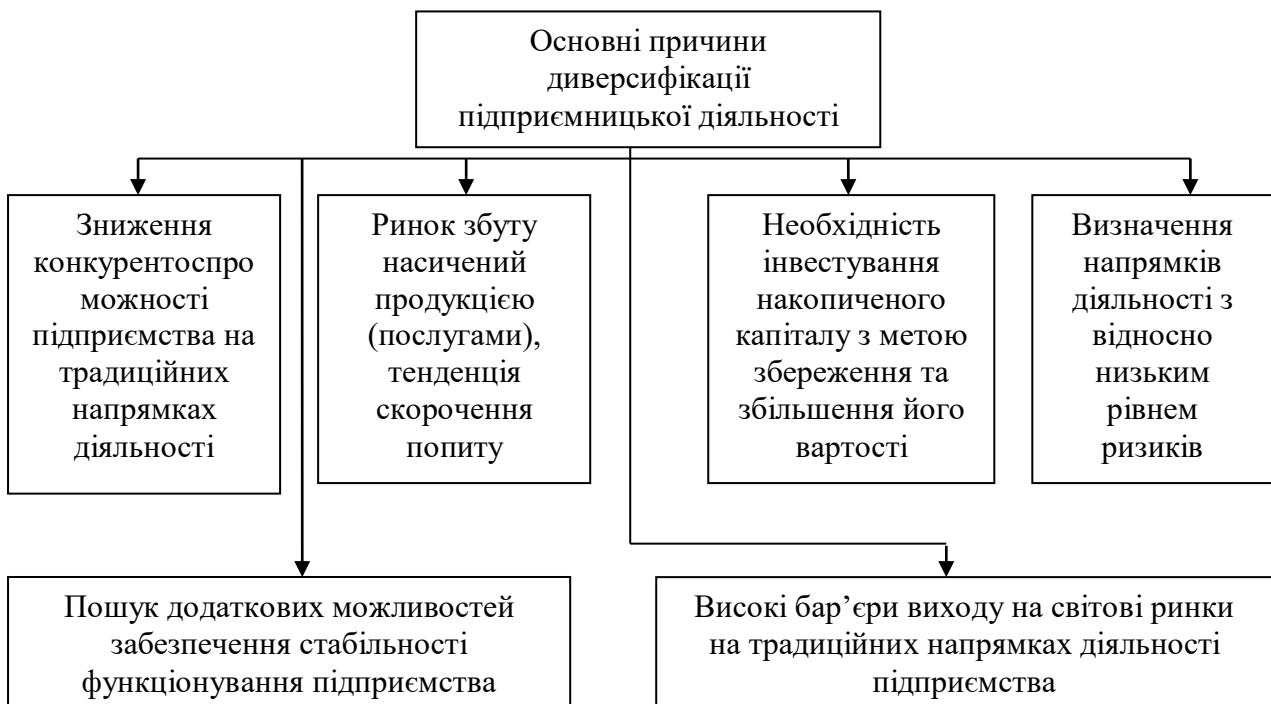 Основні причини
диверсифікації
підприємницької діяльності
Зниження
конкурентоспро
можності
підприємства на
традиційних
напрямках
діяльності
Ринок збуту
насичений
продукцією
(послугами),
тенденція
скорочення
попиту
Необхідність
інвестування
накопиченого
капіталу з метою
збереження та
збільшення його
вартості
Визначення
напрямків
діяльності з
відносно
низьким
рівнем
ризиків
Пошук додаткових можливостей
забезпечення стабільності
функціонування підприємства
Високі бар’єри виходу на світові ринки
на традиційних напрямках діяльності
підприємства